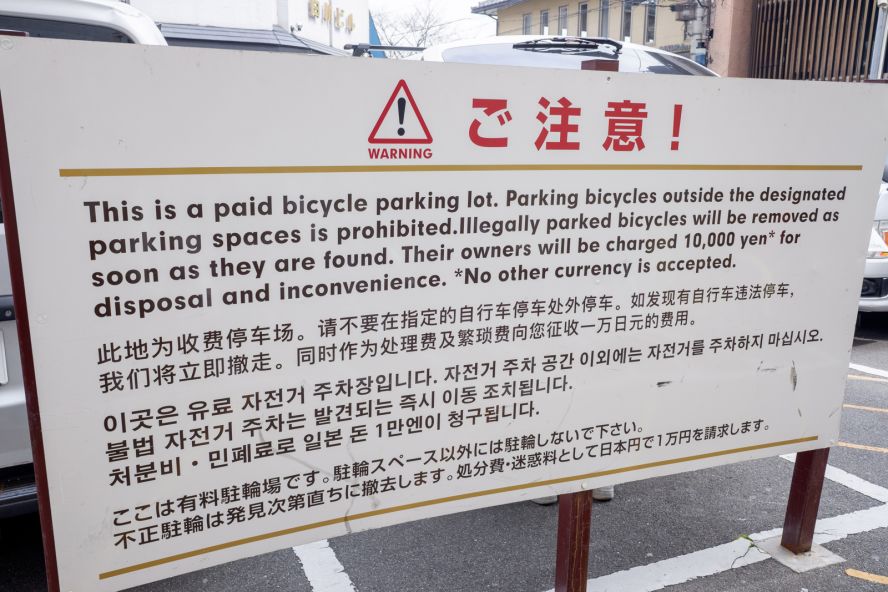 WARNING
ご注意！
This is a paid bicycle parking lot. Parking bicycles outside the designated
parking spaces is prohibited.Illegally parked bicycles will be removed as
soon as they are found. Their owners will be charged 10,000 yen* for
disposal and inconvenience. *No other currency is accepted.
此地为收费停车场。请不要在指定的自行车停车处外停车。如发现有自行车违法停车，
我们将立即撤走。同时作为处理费及繁琐费向您征收一万日元的费用。
이곳은 유료 자전거 주차장입니다. 자전거 주차 공간 이외에는 자전거를 주차하지 마십시오.
불법 자전거 주차는 발견되는 즉시 이동 조치됩니다.
처분비・민폐료로 일본 돈 1만엔이 청구됩니다.
ここは有料駐輪場です。駐輪スペース以外には駐輪しないで下さい。
不正駐輪は発見次第直ちに撤去します。処分費・迷惑料として日本円で1万円を請求します。